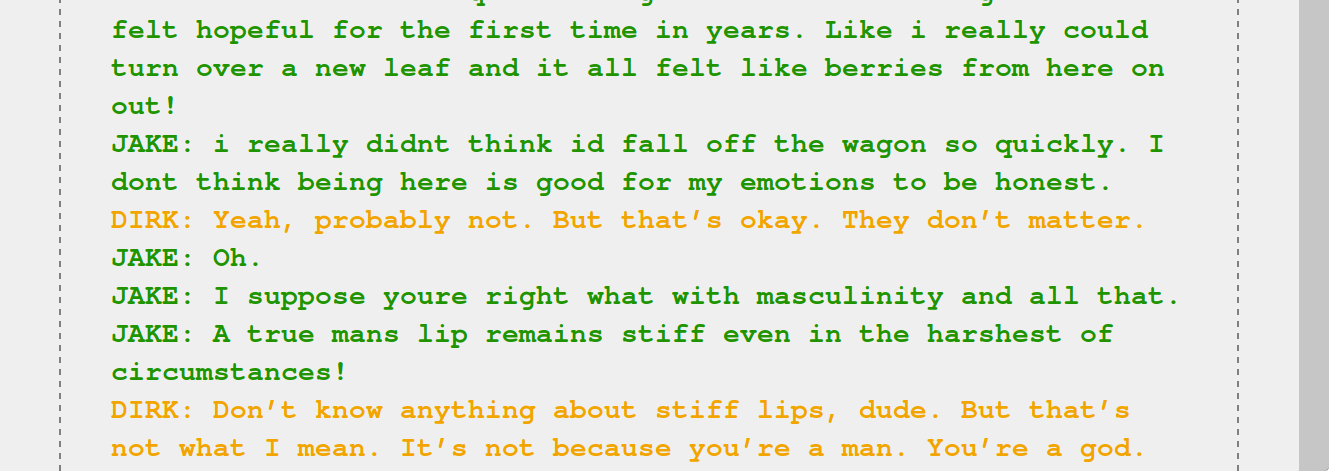 felt hopeful for the first time in years. Like i really could
turn over a new leaf and it all felt like berries from here on
out!
JAKE: i really didnt think id fall off the wagon so quickly. I
dont think being here is good for my emotions to be honest.
DIRK: Yeah, probably not. But that’s okay. They don’t matter.
JAKE: Oh.
JAKE: I suppose youre right what with masculinity and all that.
JAKE: A true mans lip remains stiff even in the harshest of
circumstances!
DIRK: Don’t know anything about stiff lips, dude. But that’s
not what I mean. It’s not because you’re a man. You’re a god.